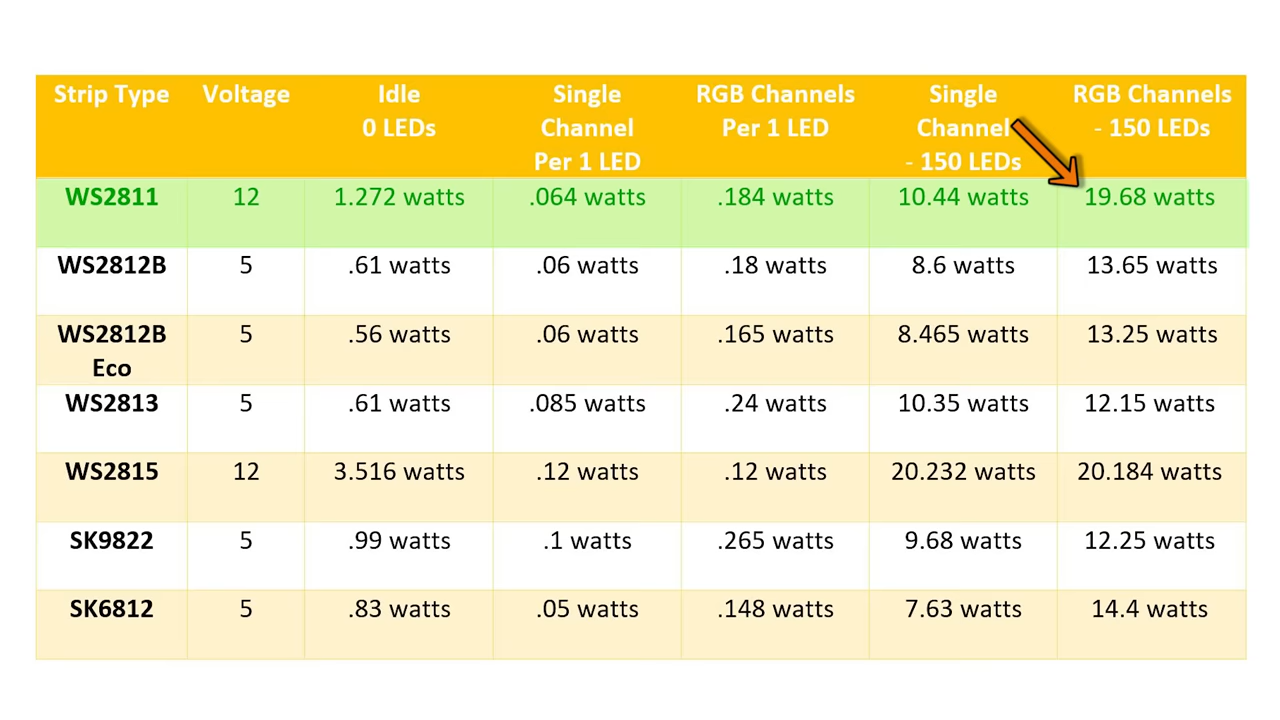 Strip Type Voltage Idle Single RGB Channels Single RGB Channels
0 LEDs Channel Per 1 LED Channel - 150 LEDs
Per 1 LED - 150 LEDs
WS2811 12 1.272 watts .064 watts .184 watts 10.44 watts 19.68 watts
WS2812B 5 .61 watts .06 watts .18 watts 8.6 watts 13.65 watts
WS2812B 5 .56 watts .06 watts .165 watts 8.465 watts 13.25 watts
Eco
WS2813 5 .61 watts .085 watts .24 watts 10.35 watts 12.15 watts
WS2815 12 3.516 watts .12 watts .12 watts 20.232 watts 20.184 watts
SK9822 5 .99 watts .1 watts .265 watts 9.68 watts 12.25 watts
SK6812 5 .83 watts .05 watts .148 watts 7.63 watts 14.4 watts